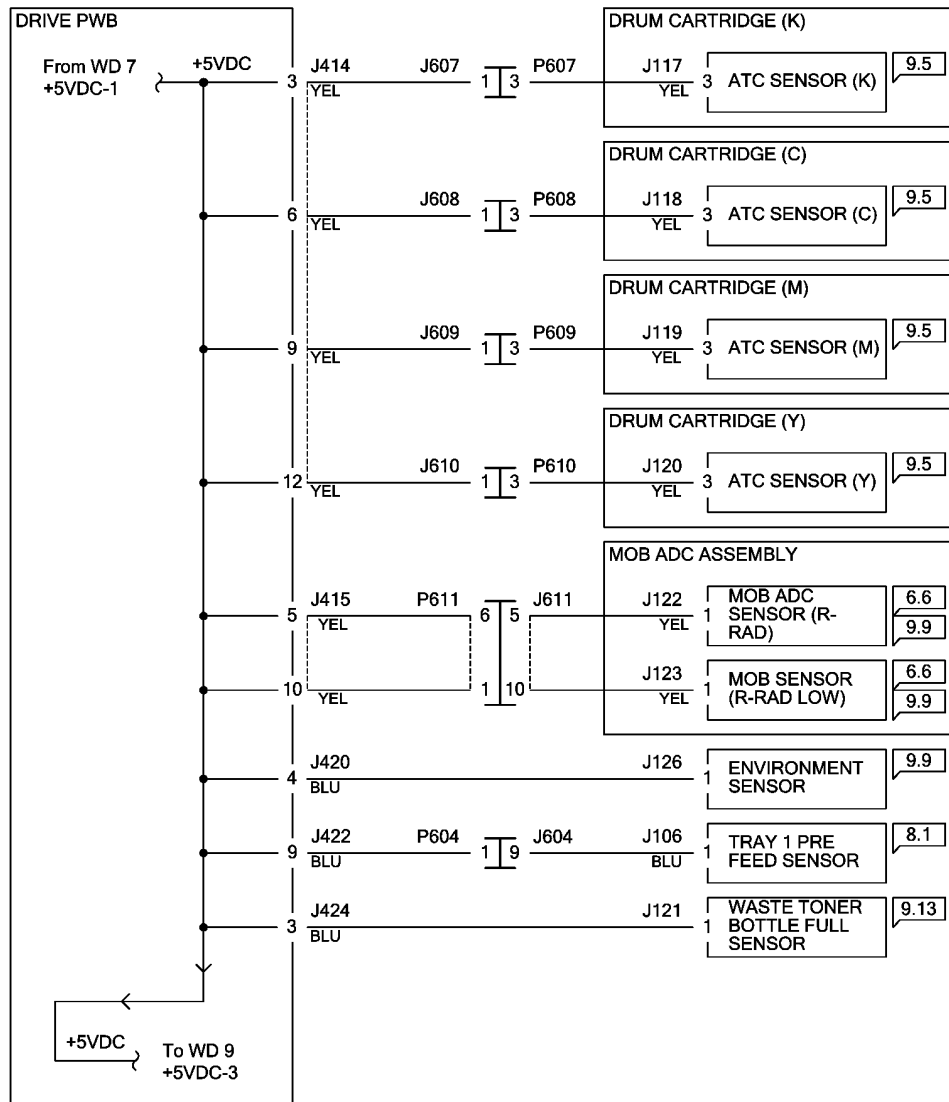 DRIVE PWB
From WD 7
+5VDC-1
+5VDC
3 J414 YEL J607 1 3 P607 J117 YEL 3
DRUM CARTRIDGE (K)
ATC SENSOR (K)
9.5
6 YEL J608 1 3 P608 J118 YEL 3
DRUM CARTRIDGE (C)
ATC SENSOR (C)
9.5
9 YEL J609 1 3 P609 J119 YEL 3
DRUM CARTRIDGE (M)
ATC SENSOR (M)
9.5
12 YEL J610 1 3 P610 J120 YEL 3
DRUM CARTRIDGE (Y)
ATC SENSOR (Y)
9.5
MOB ADC ASSEMBLY
5 J415 YEL P611 6 5 J611 J122 YEL 1
MOB ADC
SENSOR (R-
RAD)
6.6
9.9
10 YEL 1 10 J123 YEL 1
MOB SENSOR
(R-RAD LOW)
6.6
9.9
4 J420 BLU J126 1
ENVIRONMENT
SENSOR
9.9
9 J422 BLU P604 1 9 J604 J106 BLU 1
TRAY 1 PRE
FEED SENSOR
8.1
3 J424 BLU J121 1
WASTE TONER
BOTTLE FULL
SENSOR
9.13
+5VDC
To WD 9
+5VDC-3